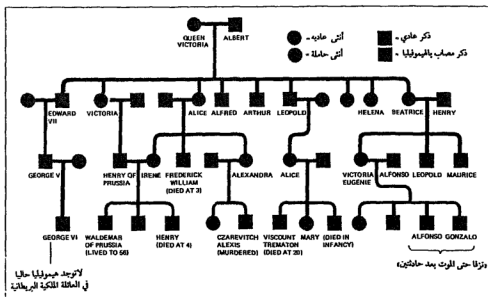 QUEEN VICTORIA
ALBERT
أنثى عاديه -
ذكر عادي -
أنثى حاملة -
ذكر مصاب بالهيموفيليا -
EDWARD VII
VICTORIA
ALICE
ALFRED
ARTHUR
LEOPOLD
HELENA
BEATRICE
HENRY
GEORGE V
HENRY OF PRUSSIA
IRENE
FREDERICK WILLIAM (DIED AT 3)
ALEXANDRA
ALICE
VICTORIA EUGENIE
ALFONSO
LEOPOLD
MAURICE
GEORGE VI
WALDEMAR OF PRUSSIA (LIVED TO 56)
HENRY (DIED AT 4)
CZAREVITCH ALEXIS (MURDERED)
VISCOUNT TREMATON (DIED AT 20)
MARY
(DIED IN INFANCY)
ALFONSO
GONZALO
لا توجد هيموفيليا حاليا
في العائلة الملكية البريطانية
«نزفا حتى الموت بعد حادثتين»